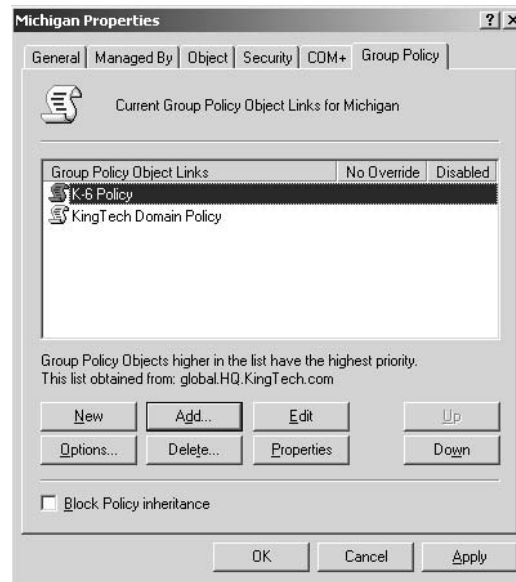 Michigan Properties
General Managed By Object Security COM+ Group Policy
Current Group Policy Object Links for Michigan
Group Policy Object Links No Override Disabled
K-6 Policy
KingTech Domain Policy
Group Policy Objects higher in the list have the highest priority.
This list obtained from: global.HQ.KingTech.com
New Add... Edit Up
Options... Delete... Properties Down
Block Policy inheritance
OK Cancel Apply